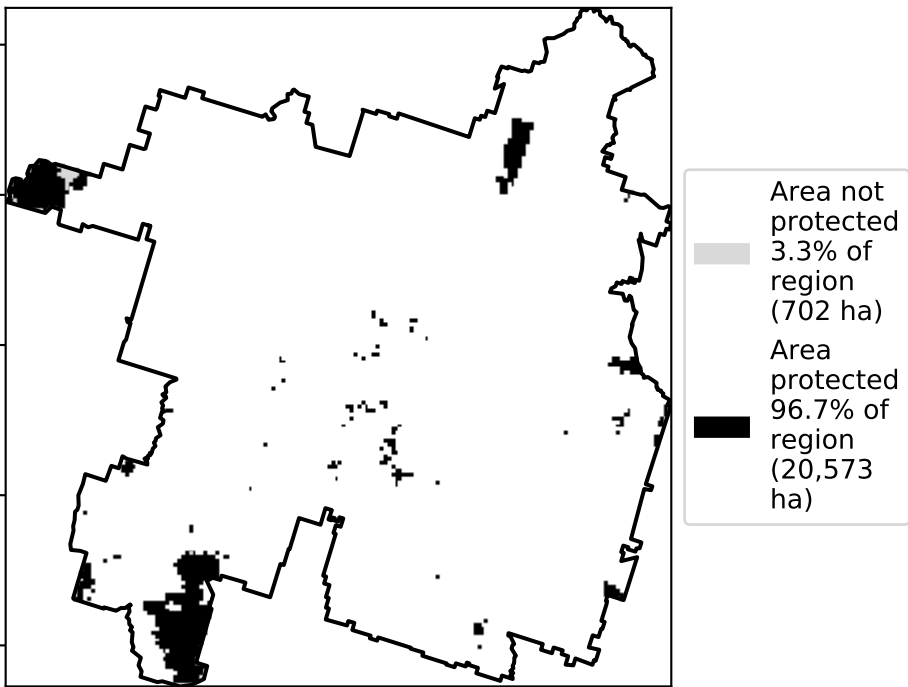 Area not
protected
3.3% of
region
(702 ha)
Area
protected
96.7% of
region
(20,573
ha)